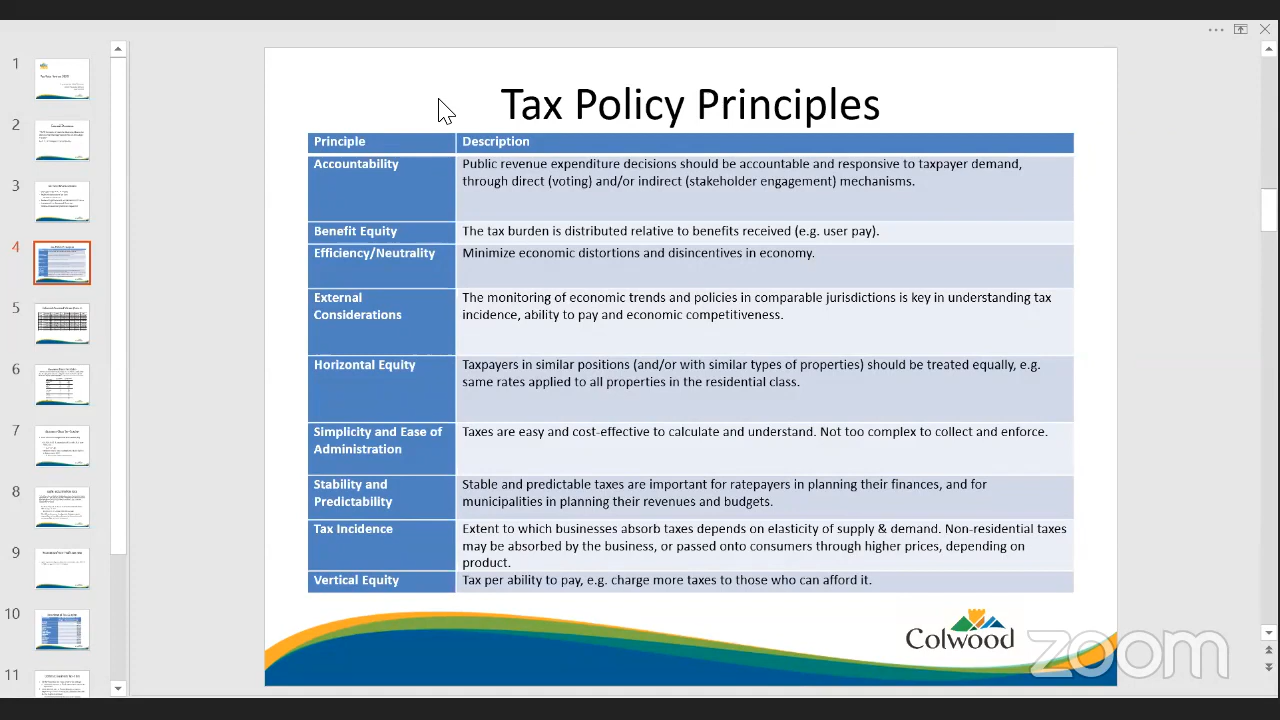 Tax Policy Principles
Principle Description
Accountability
Public revenue expenditure decisions should be accountable and responsive to taxpayer demand,
through direct (voting) and/or indirect (stakeholder engagement) mechanisms.
Benefit Equity The tax burden is distributed relative to benefits received (e.g. user pay).
Efficiency/Neutrality economic distortions and disincentives in economy.
External
Considerations
The monitoring of economic trends and policies in comparable jurisdictions is key to understanding tax
incidence, ability to pay and economic competitiveness.
Horizontal Equity
Taxpayers in similar positions (and/or with similar types of properties) should be treated equally, e.g.
same rates applied to all properties in the residential class.
Simplicity and Ease of
Administration
Taxes are easy and cost-effective to calculate and understand. Not too complex to collect and enforce.
Stability and
Predictability
Stable and predictable taxes are important for ratepayers in planning their finances, and for
municipalities in funding their services and liabilities.
Tax Incidence
Extent to which businesses absorb taxes depends on elasticity of supply & demand. Non-residential taxes
may be absorbed by the business, or passed onto customers through higher prices, depending on
product.
Vertical Equity to pay, e.g. charge more taxes to those who can afford it.
Colwood
zoom
1
2
3
4
5
6
7
8
9
10
11